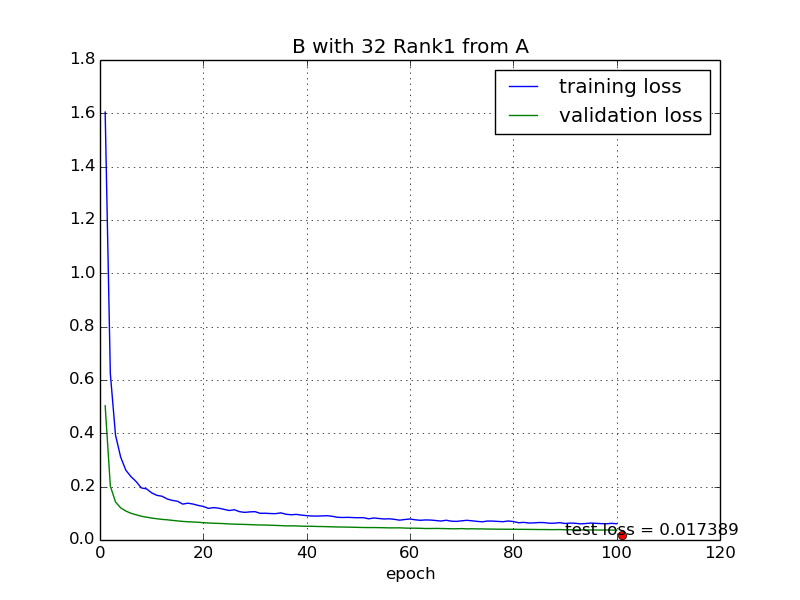 B with 32 Rank1 from A
1.8
1.6
1.4
1.2
1.0
0.8
0.6
0.4
0.2
0.0
training loss
validation loss
test loss = 0.017389
0 20 40 60 80 100 120
epoch